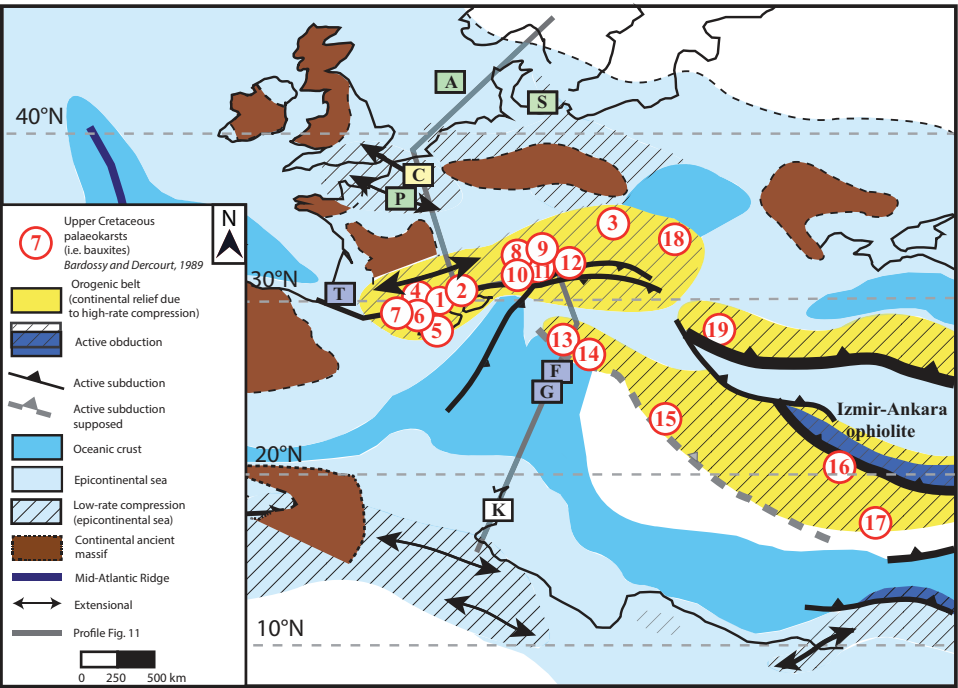 40°N
30°N
20°N
10°N
A
S
C
P
T
F
G
K
1
2
3
4
5
6
7
8
9
10
11
12
13
14
15
16
17
18
19
Izmir-Ankara
ophiolite
N
7
Upper Cretaceous
palaeokarsts
(i.e. bauxites)
Bardossy and Dercourt, 1989
Orogenic belt
(continental relief due
to high-rate compression)
Active obduction
Active subduction
Active subduction
supposed
Oceanic crust
Epicontinental sea
Low-rate compression
(epicontinental sea)
Continental ancient
massif
Mid-Atlantic Ridge
Extensional
Profile Fig. 11
0 250 500 km